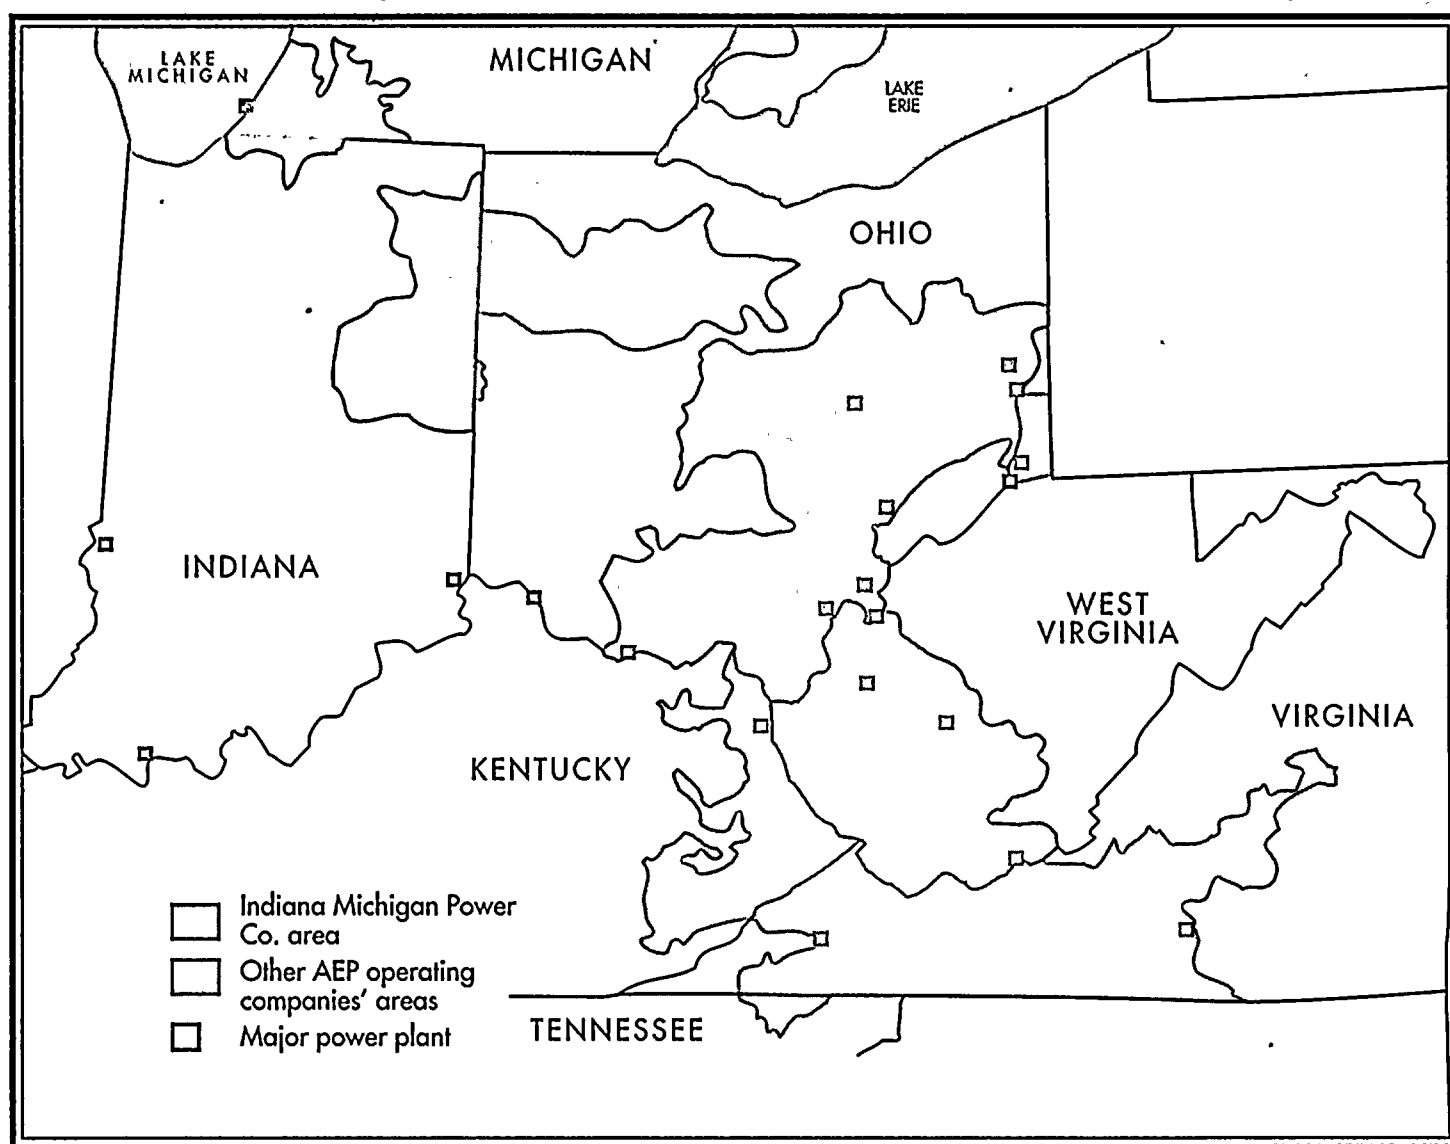 LAKE
MICHIGAN
MICHIGAN
LAKE
ERIE
OHIO
INDIANA
WEST
VIRGINIA
VIRGINIA
KENTUCKY
Indiana Michigan Power
Co. area
Other AEP operating
companies' areas
Major power plant
TENNESSEE